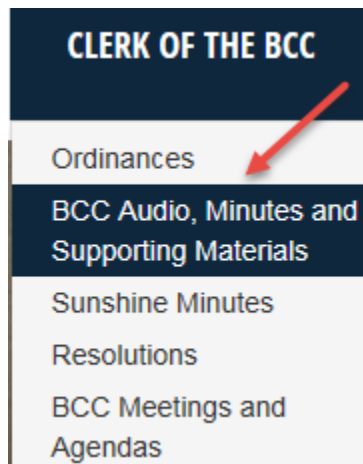 CLERK OF THE BCC
Ordinances
BCC Audio, Minutes and
Supporting Materials
Sunshine Minutes
Resolutions
BCC Meetings and
Agendas